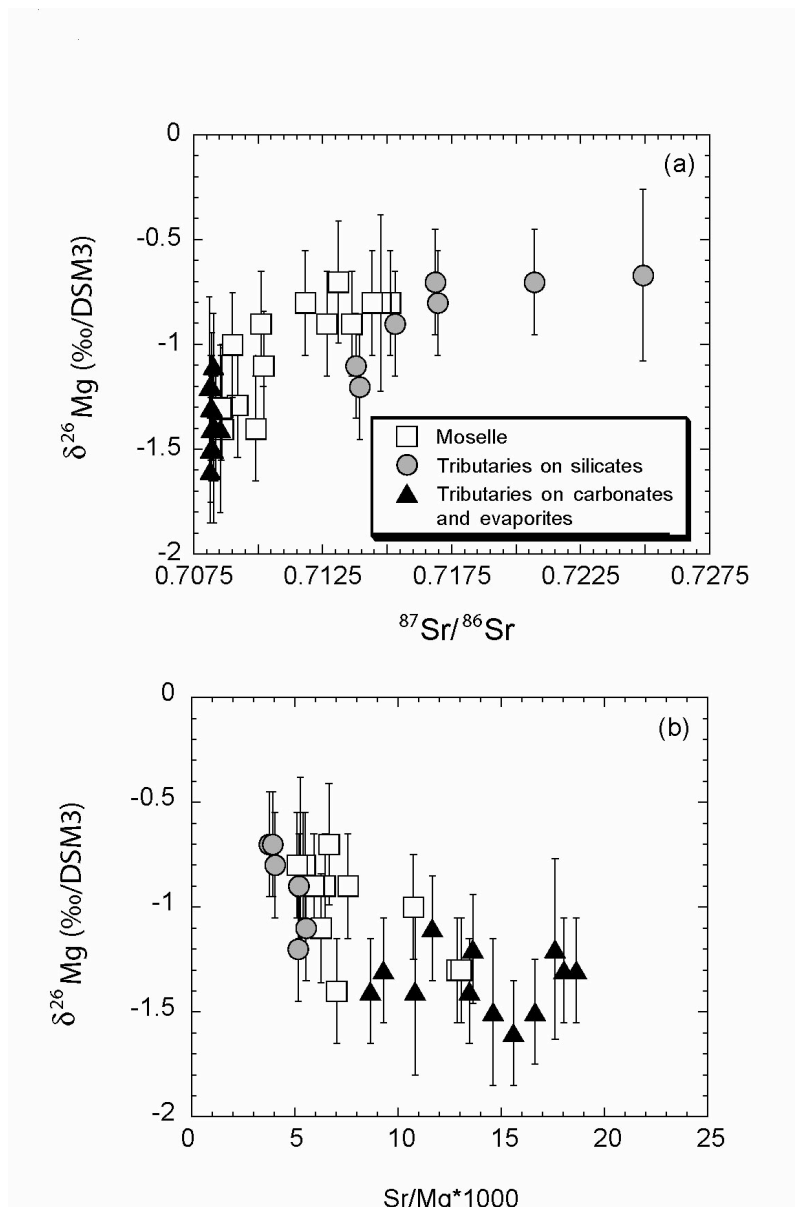 0
(a)
-0.5
-1
-1.5
-2
δ26Mg (‰/DSM3)
Moselle
Tributaries on silicates
Tributaries on carbonates
and evaporites
0.7075 0.7125 0.7175 0.7225 0.7275
87Sr/86Sr
0
(b)
-0.5
-1
-1.5
-2
δ26Mg (‰/DSM3)
0 5 10 15 20 25
Sr/Mg*1000